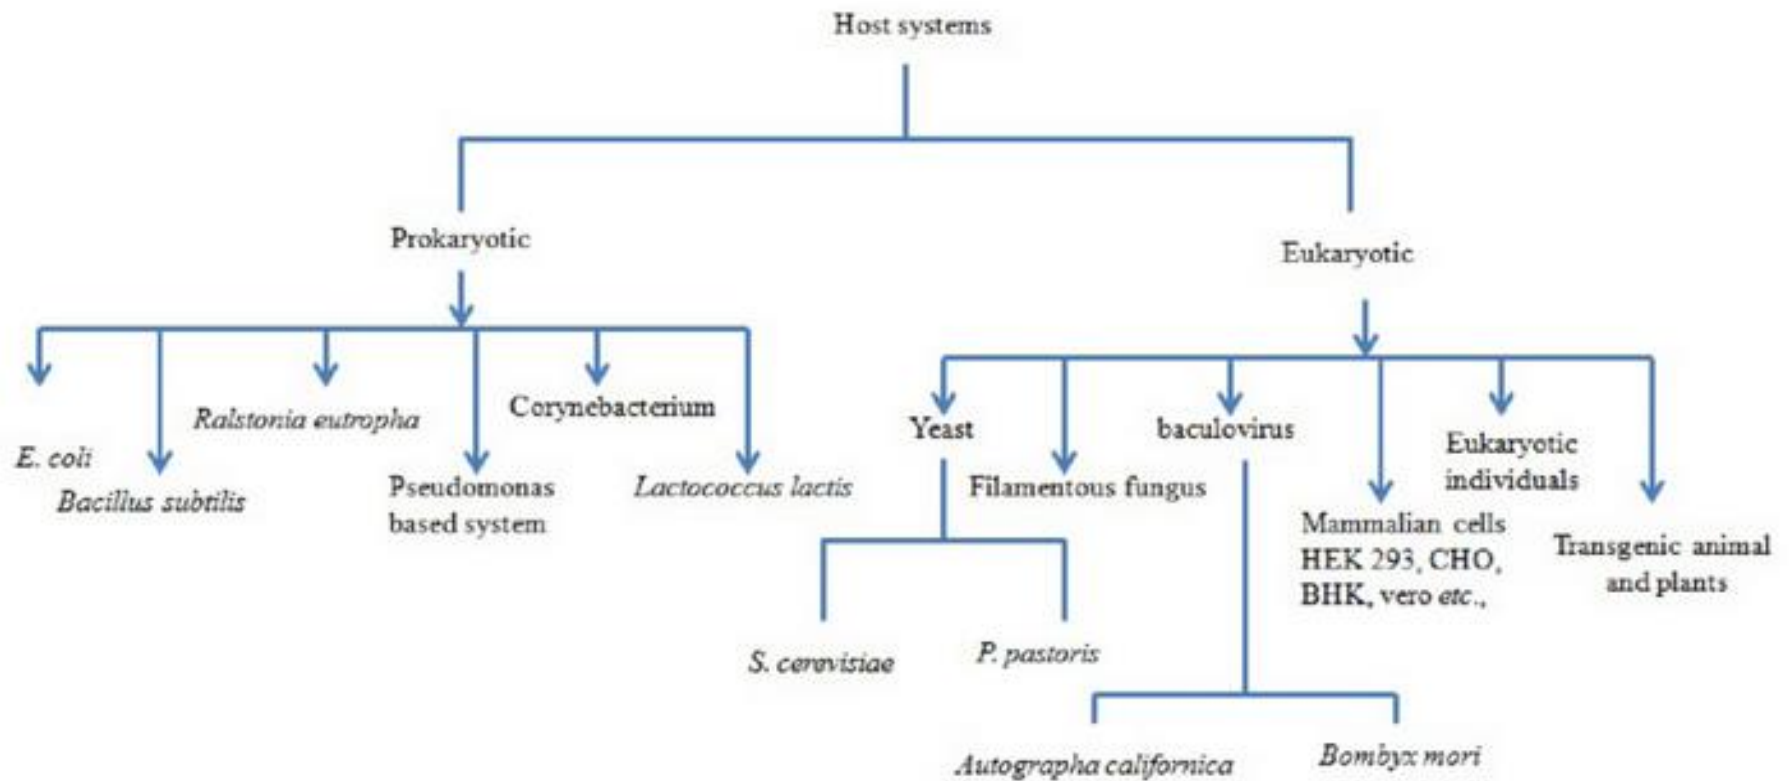 Host systems
Prokaryotic
Eukaryotic
E. coli
Bacillus subtilis
Ralstonia eutropha
Pseudomonas
based system
Corynebacterium
Lactococcus lactis
Yeast
Filamentous fungus
baculovirus
Mammalian cells
HEK 293, CHO,
BHK, vero etc.,
Eukaryotic
individuals
Transgenic animal
and plants
S. cerevisiae
P. pastoris
Autographa californica
Bombyx mori